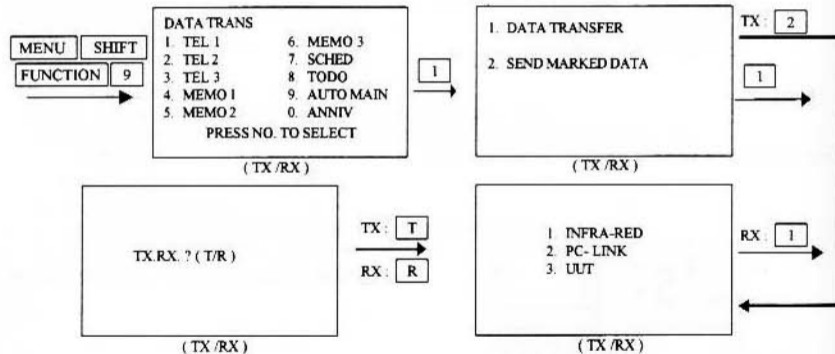 MENU SHIFT
FUNCTION 9
DATA TRANS
1. TEL 1 6. MEMO 3
2. TEL 2 7. SCHED
3. TEL 3 8 TODO
4. MEMO 1 9. AUTO MAIN
5. MEMO 2 0. ANNIV
PRESS NO. TO SELECT
( TX /RX )
1
1. DATA TRANSFER
2. SEND MARKED DATA
( TX /RX )
TX : 2
1
TX.RX. ? ( T/R )
( TX /RX )
TX : T
RX : R
1. INFRA-RED
2. PC- LINK
3. UUT
( TX /RX )
RX : 1